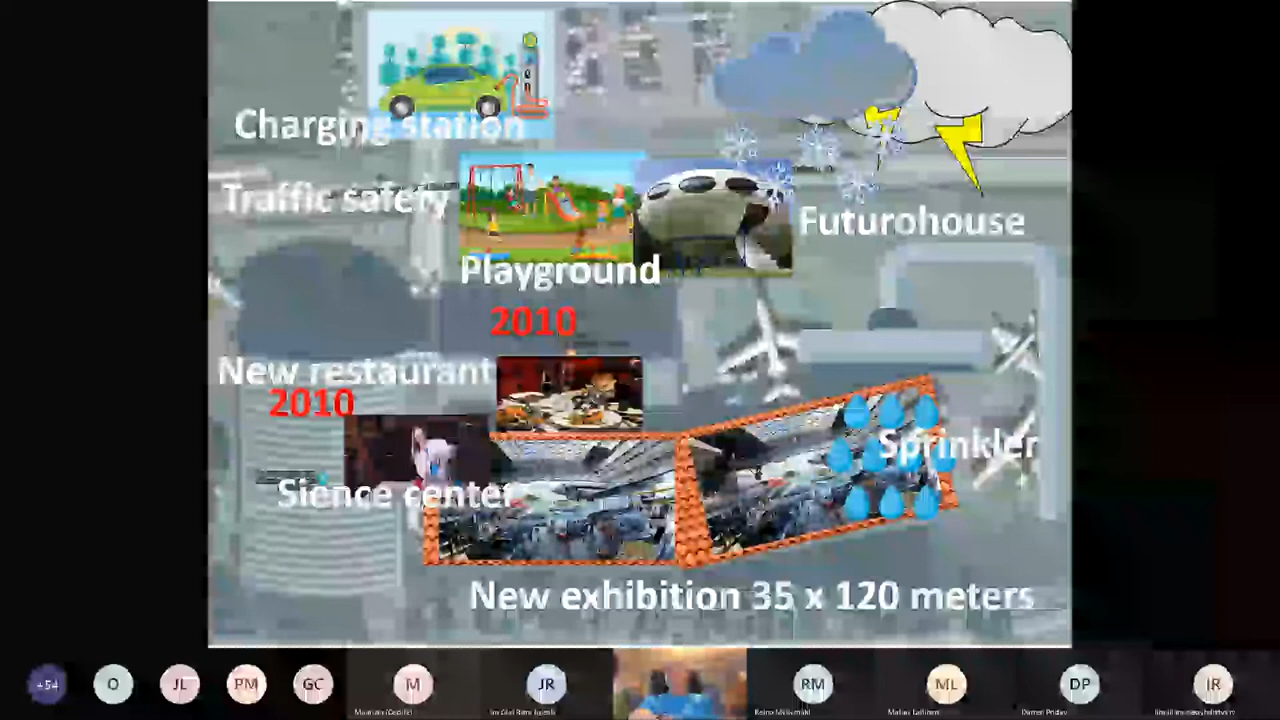 Charging station
Traffic safety
Futurohouse
Playground
2010
New restaurant
2010
Sprinkler
Sience center
New exhibition 35 x 120 meters
+54
O
JL
PM
GC
M
JR
RM
ML
DP
IR